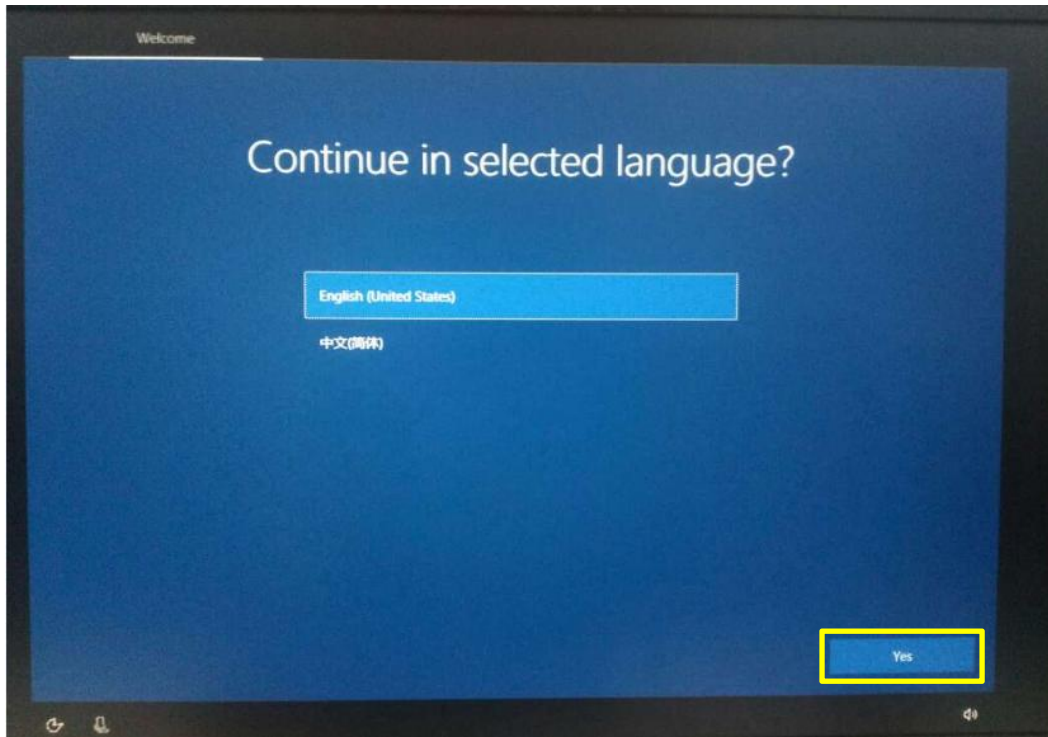 Welcome
Continue in selected language?
English (United States)
中文(简体)
Yes